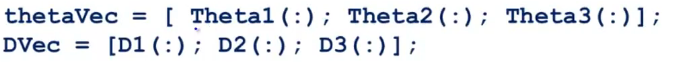 thetaVec = [ Theta1(:); Theta2(:); Theta3(:)];
DVec = [D1(:); D2(:); D3(:)];